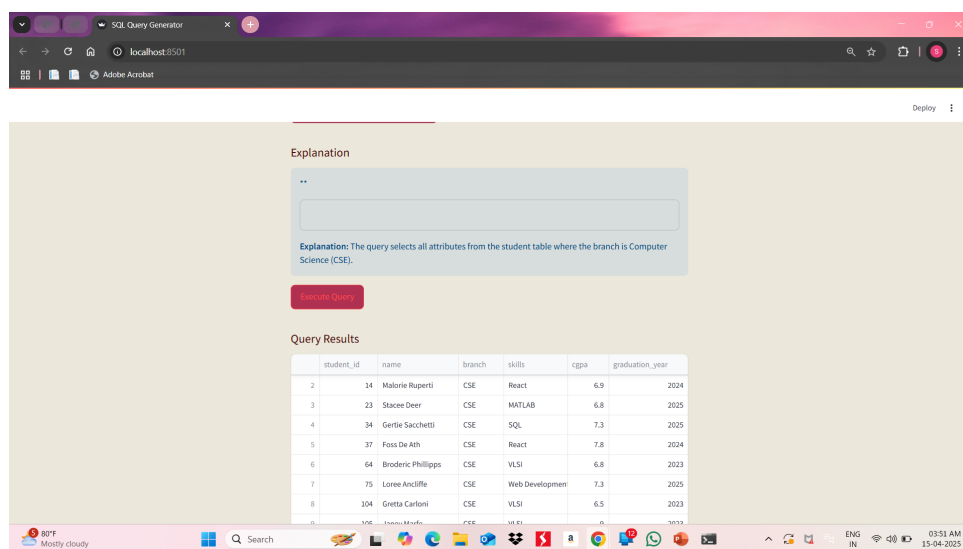 SQL Query Generator
localhost:8501
Adobe Acrobat
Deploy
Explanation
**
Explanation: The query selects all attributes from the student table where the branch is Computer
Science (CSE).
Execute Query
Query Results
student_id name branch skills cgpa graduation_year
2 14 Malorie Ruperti CSE React 6.9 2024
3 23 Stacee Deer CSE MATLAB 6.8 2025
4 34 Gertie Sacchetti CSE SQL 7.3 2025
5 37 Foss De Ath CSE React 7.8 2024
6 64 Broderic Phillipps CSE VLSI 6.8 2023
7 75 Loree Ancliffe CSE Web Developmen 7.3 2025
8 104 Gretta Carloni CSE VLSI 6.5 2023
5 80°F
Mostly cloudy
Search
a
12
ENG
IN
03:51 AM
15-04-2025
S